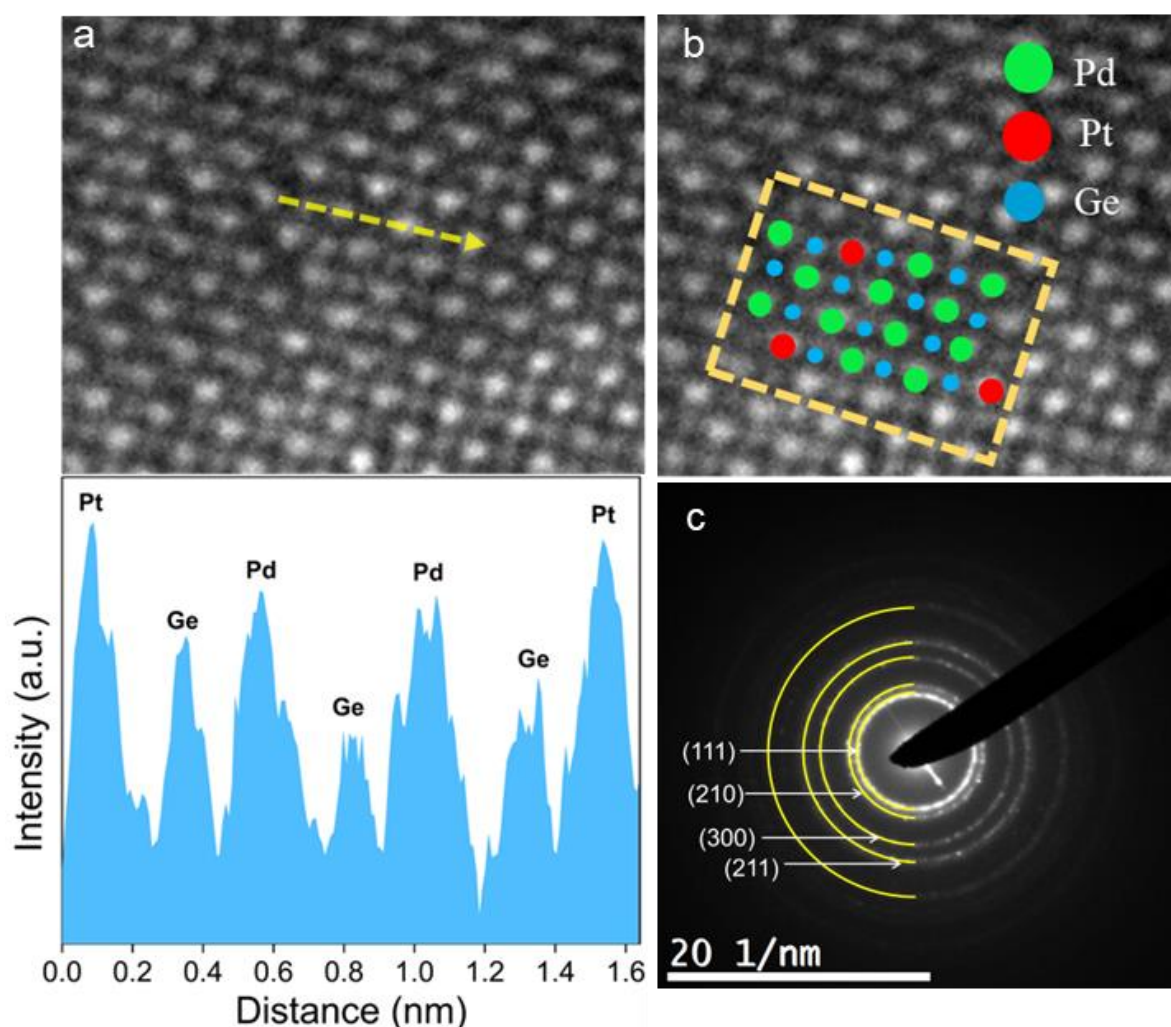 a
b
Pd
Pt
Ge
Pt
Ge
Pd
Ge
Pd
Ge
Pt
Intensity (a.u.)
0.0 0.2 0.4 0.6 0.8 1.0 1.2 1.4 1.6
Distance (nm)
c
(111)
(210)
(300)
(211)
20 1/nm